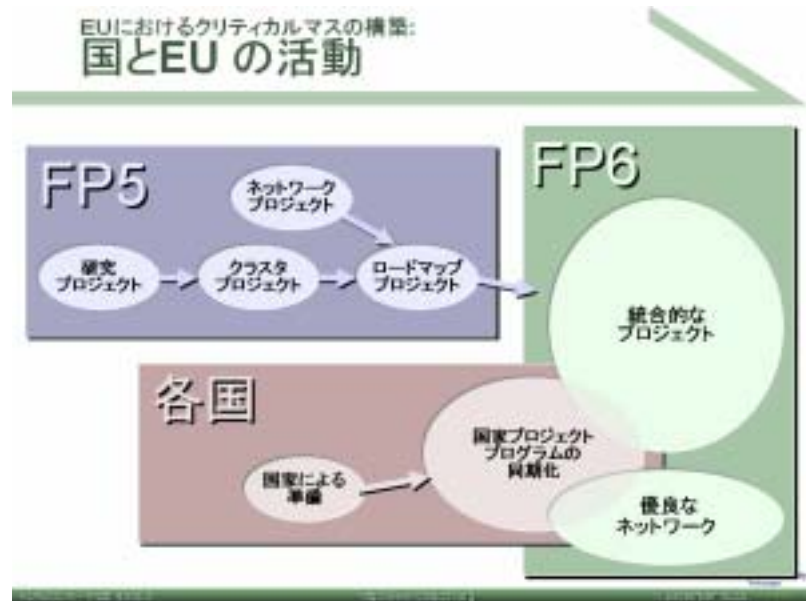 EUにおけるクリティカルマスの構築:
国とEU の活動
FP5
ネットワーク
プロジェクト
研究
プロジェクト
クラスタ
プロジェクト
ロードマップ
プロジェクト
FP6
統合的な
プロジェクト
各国
国家プロジェクト
プログラムの
同期化
国家による
準備
優良な
ネットワーク